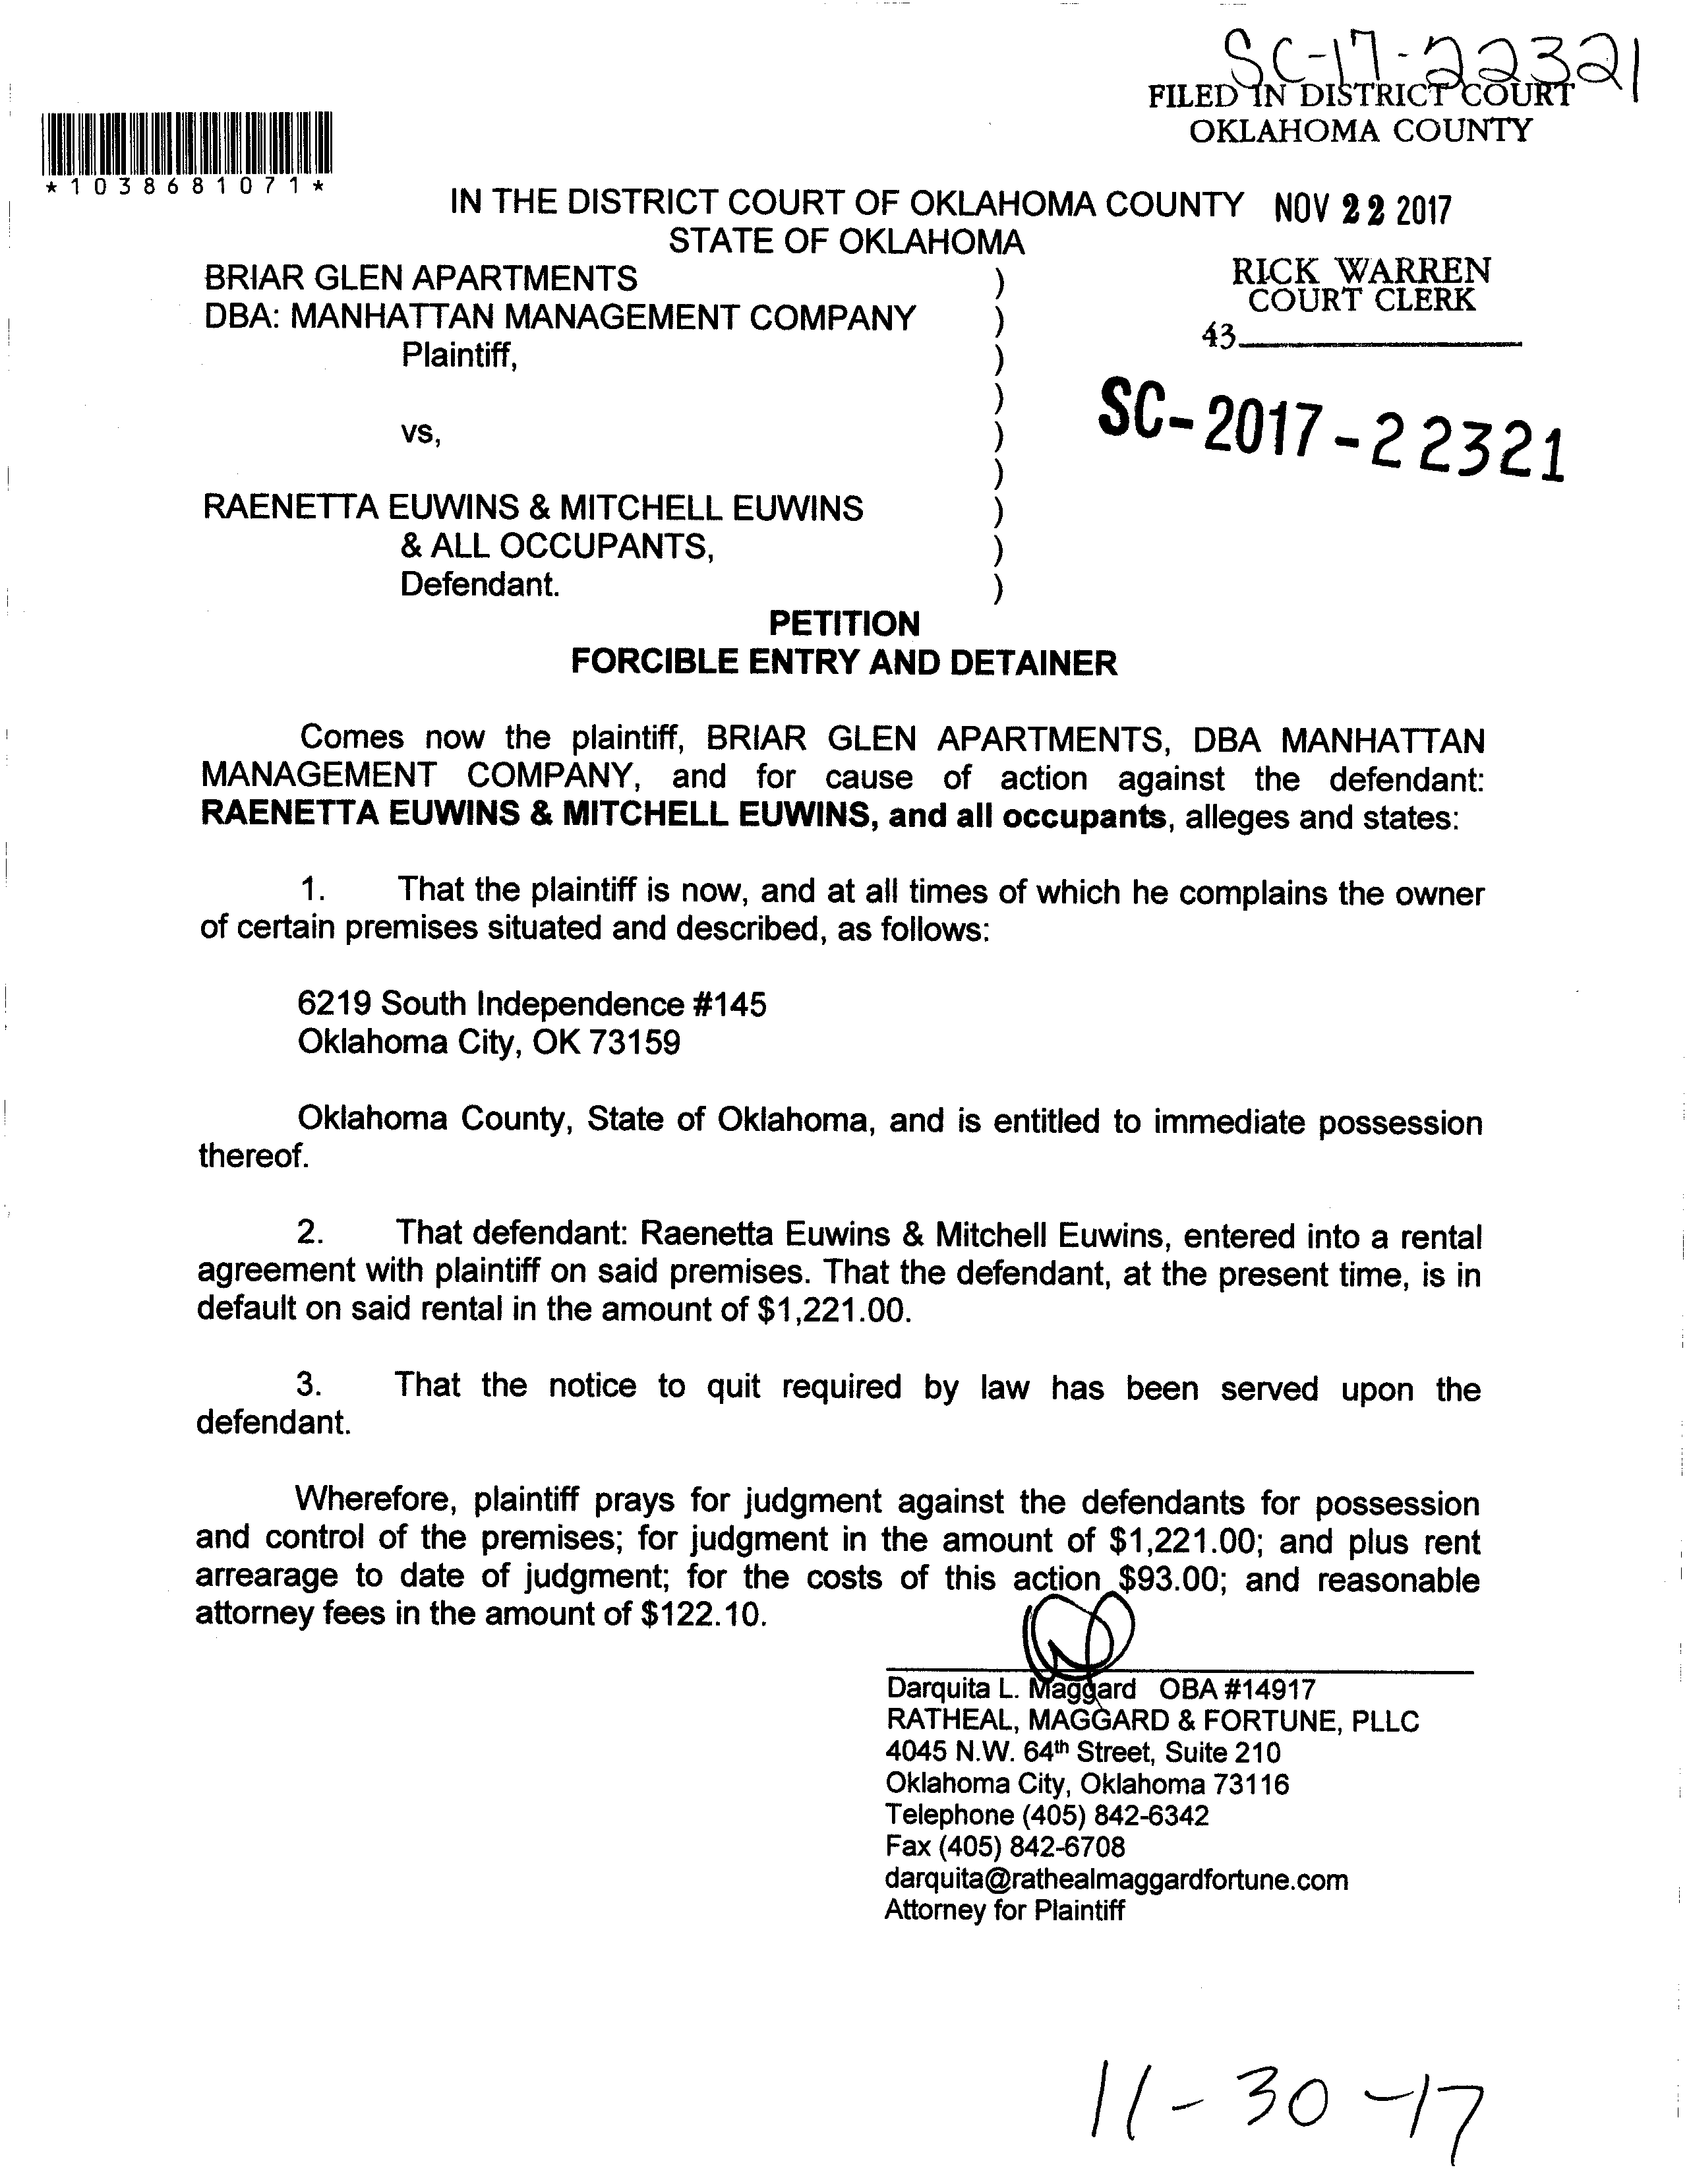 SC-17-22321
FILED IN DISTRICT COURT
OKLAHOMA COUNTY
*1038681071*
IN THE DISTRICT COURT OF OKLAHOMA COUNTY NOV 22 2017
STATE OF OKLAHOMA
BRIAR GLEN APARTMENTS )
RICK WARREN
COURT CLERK
DBA: MANHATTAN MANAGEMENT COMPANY )
43
Plaintiff, )
)
SC-2017-22321
vs, )
)
RAENETTA EUWINS & MITCHELL EUWINS )
& ALL OCCUPANTS, )
Defendant. )
PETITION
FORCIBLE ENTRY AND DETAINER
Comes now the plaintiff, BRIAR GLEN APARTMENTS, DBA MANHATTAN
MANAGEMENT COMPANY, and for cause of action against the defendant:
RAENETTA EUWINS & MITCHELL EUWINS, and all occupants, alleges and states:
1. That the plaintiff is now, and at all times of which he complains the owner
of certain premises situated and described, as follows:
6219 South Independence #145
Oklahoma City, OK 73159
Oklahoma County, State of Oklahoma, and is entitled to immediate possession
thereof.
2. That defendant: Raenetta Euwins & Mitchell Euwins, entered into a rental
agreement with plaintiff on said premises. That the defendant, at the present time, is in
default on said rental in the amount of $1,221.00.
3. That the notice to quit required by law has been served upon the
defendant.
Wherefore, plaintiff prays for judgment against the defendants for possession
and control of the premises; for judgment in the amount of $1,221.00; and plus rent
arrearage to date of judgment; for the costs of this action $93.00; and reasonable
attorney fees in the amount of $122.10.
Darquita L. Maggard OBA #14917
RATHEAL, MAGGARD & FORTUNE, PLLC
4045 N.W. 64th Street, Suite 210
Oklahoma City, Oklahoma 73116
Telephone (405) 842-6342
Fax (405) 842-6708
darquita@rathealmaggardfortune.com
Attorney for Plaintiff
11-30-17